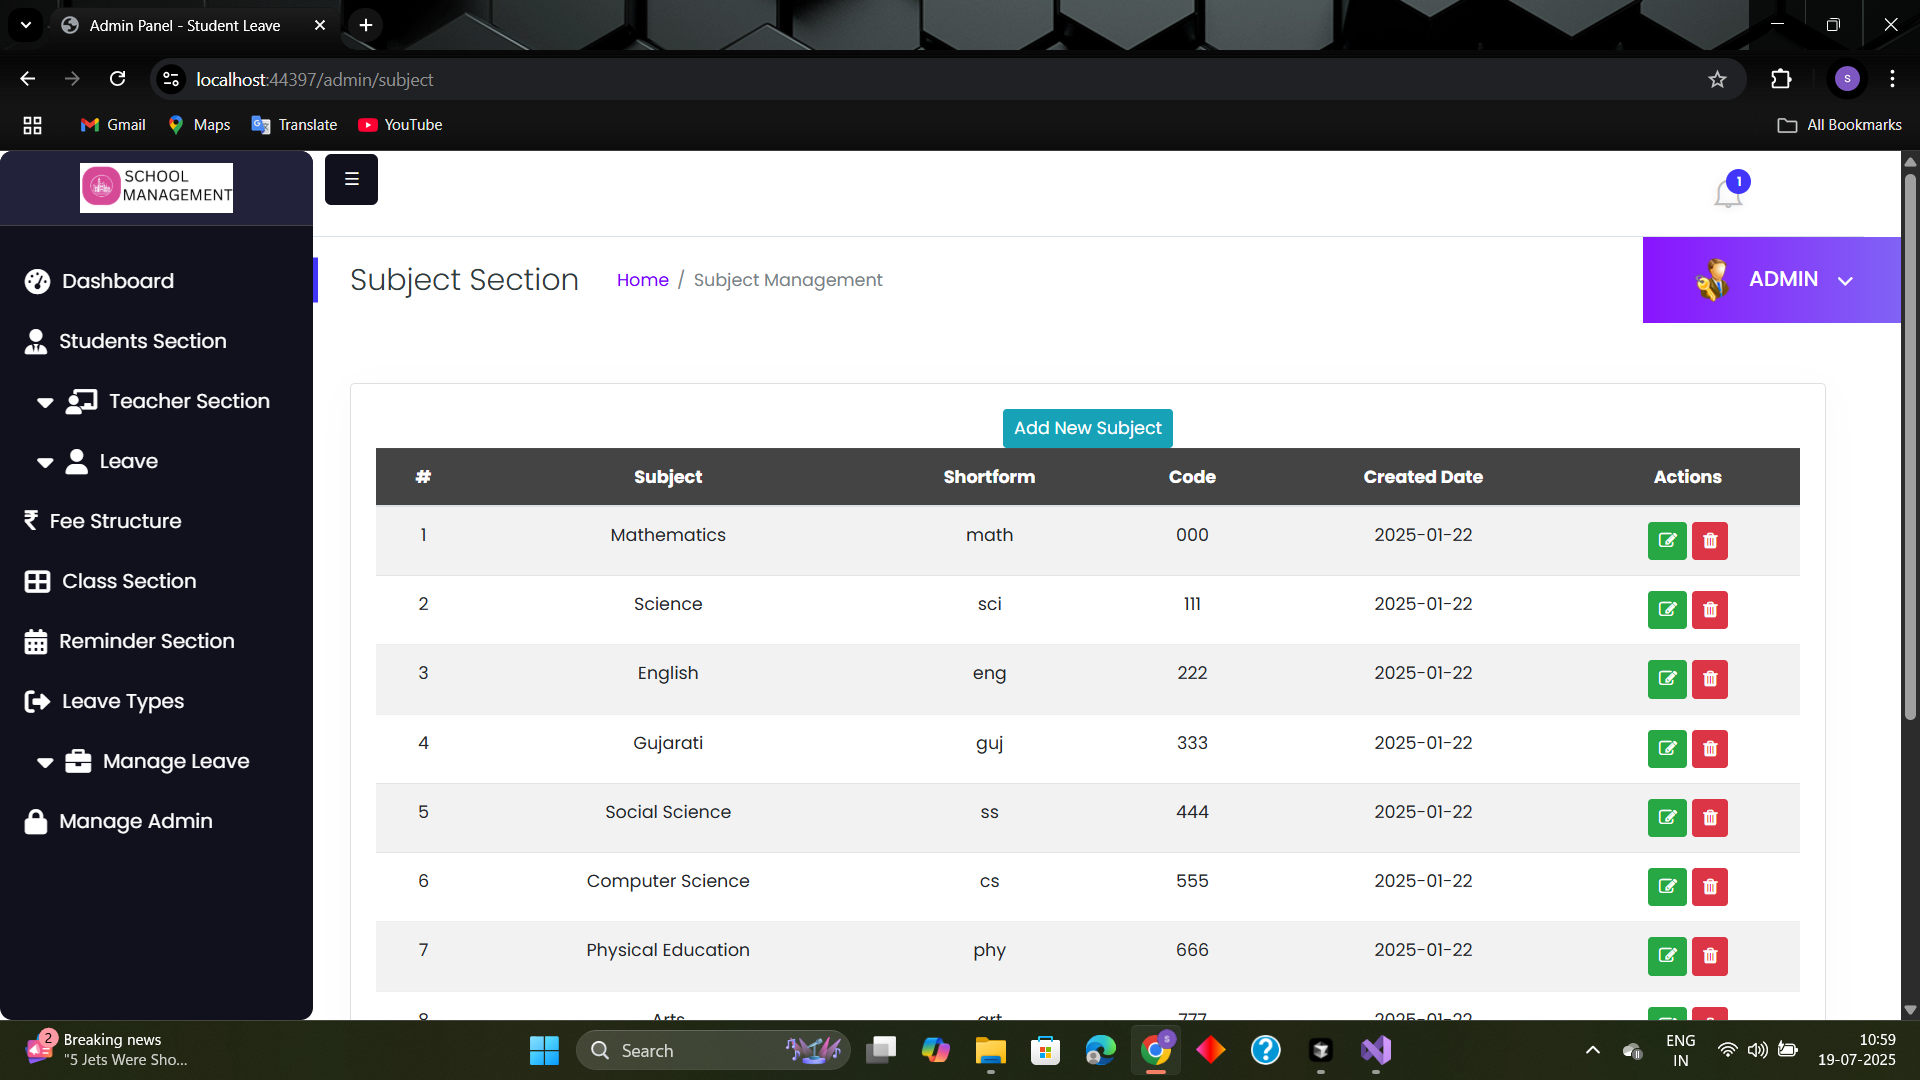 Admin Panel - Student Leave
localhost:44397/admin/subject
S
Gmail
Maps
Translate
YouTube
All Bookmarks
SCHOOL
MANAGEMENT
1
Dashboard
Students Section
Teacher Section
Leave
₹ Fee Structure
Class Section
Reminder Section
Leave Types
Manage Leave
Manage Admin
Subject Section
Home / Subject Management
ADMIN
Add New Subject
# Subject Shortform Code Created Date Actions
1 Mathematics math 000 2025-01-22
2 Science sci 111 2025-01-22
3 English eng 222 2025-01-22
4 Gujarati guj 333 2025-01-22
5 Social Science ss 444 2025-01-22
6 Computer Science cs 555 2025-01-22
7 Physical Education phy 666 2025-01-22
8 Arts art 777 2025-01-22
2
Breaking news
"5 Jets Were Sho...
Search
ENG
IN
10:59
19-07-2025